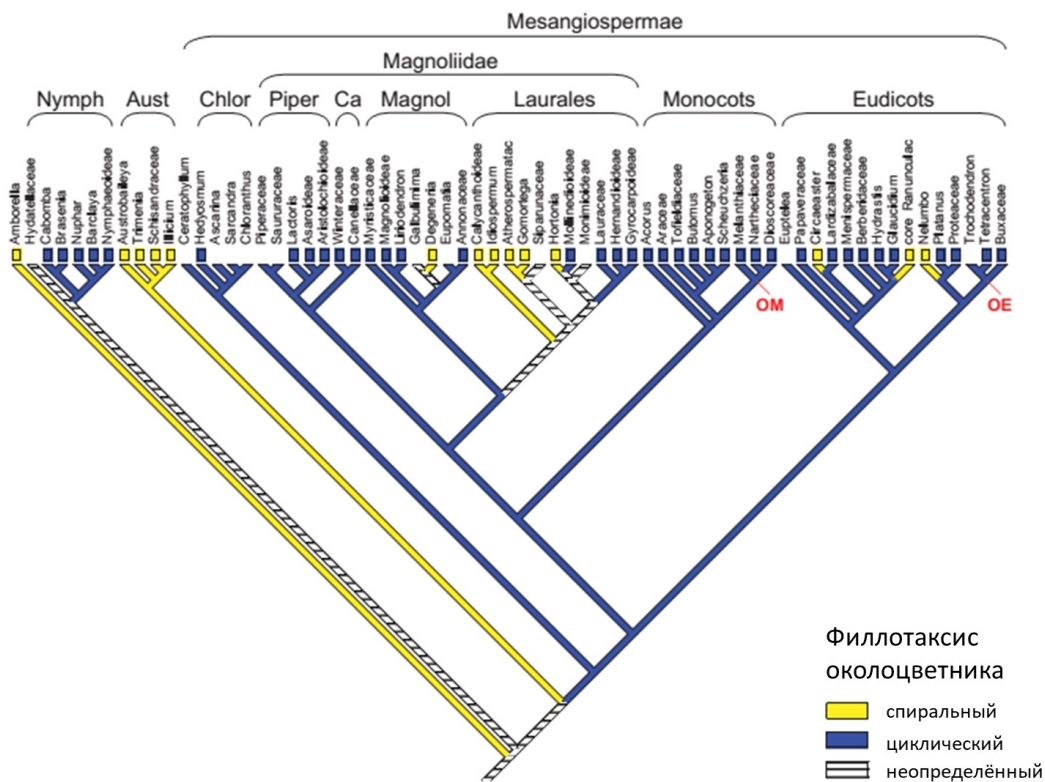 Mesangiospermae
Magnoliidae
Nymph Aust Chlor Piper Ca Magnol Laurales Monocots Eudicots
Amborella
Hydatellaceae
Cabomba
Brasenia
Nuphar
Barclaya
Nymphaeoideae
Austrobaileya
Trimenia
Schisandraceae
Illicium
Ceratophyllum
Hedyosmum
Ascarina
Sarcandra
Chloranthus
Piperaceae
Saururaceae
Lactoris
Asaroideae
Aristolochioideae
Winteraceae
Canellaceae
Myristicaceae
Magnolioideae
Liriodendron
Galbulimima
Degeneria
Eupomatia
Annonaceae
Calycanthoideae
Idiospermum
Atherospermatac
Gomortega
Siparunaceae
Hortonia
Mollinedioideae
Monimioideae
Lauraceae
Hernandioideae
Gyrocarpoideae
Acorus
Araceae
Tofieldiaceae
Butomus
Aponogeton
Scheuchzeria
Melanthiaceae
Nartheciaceae
Dioscoreaceae
Euptelea
Papaveraceae
Circaeaster
Lardizabalaceae
Menispermaceae
Berberidaceae
Hydrastis
Glaucidium
core Ranunculac
Nelumbo
Platanus
Proteaceae
Trochodendron
Tetracentron
Buxaceae
OM
OE
Филлотаксис
околоцветника
спиральный
циклический
неопределённый